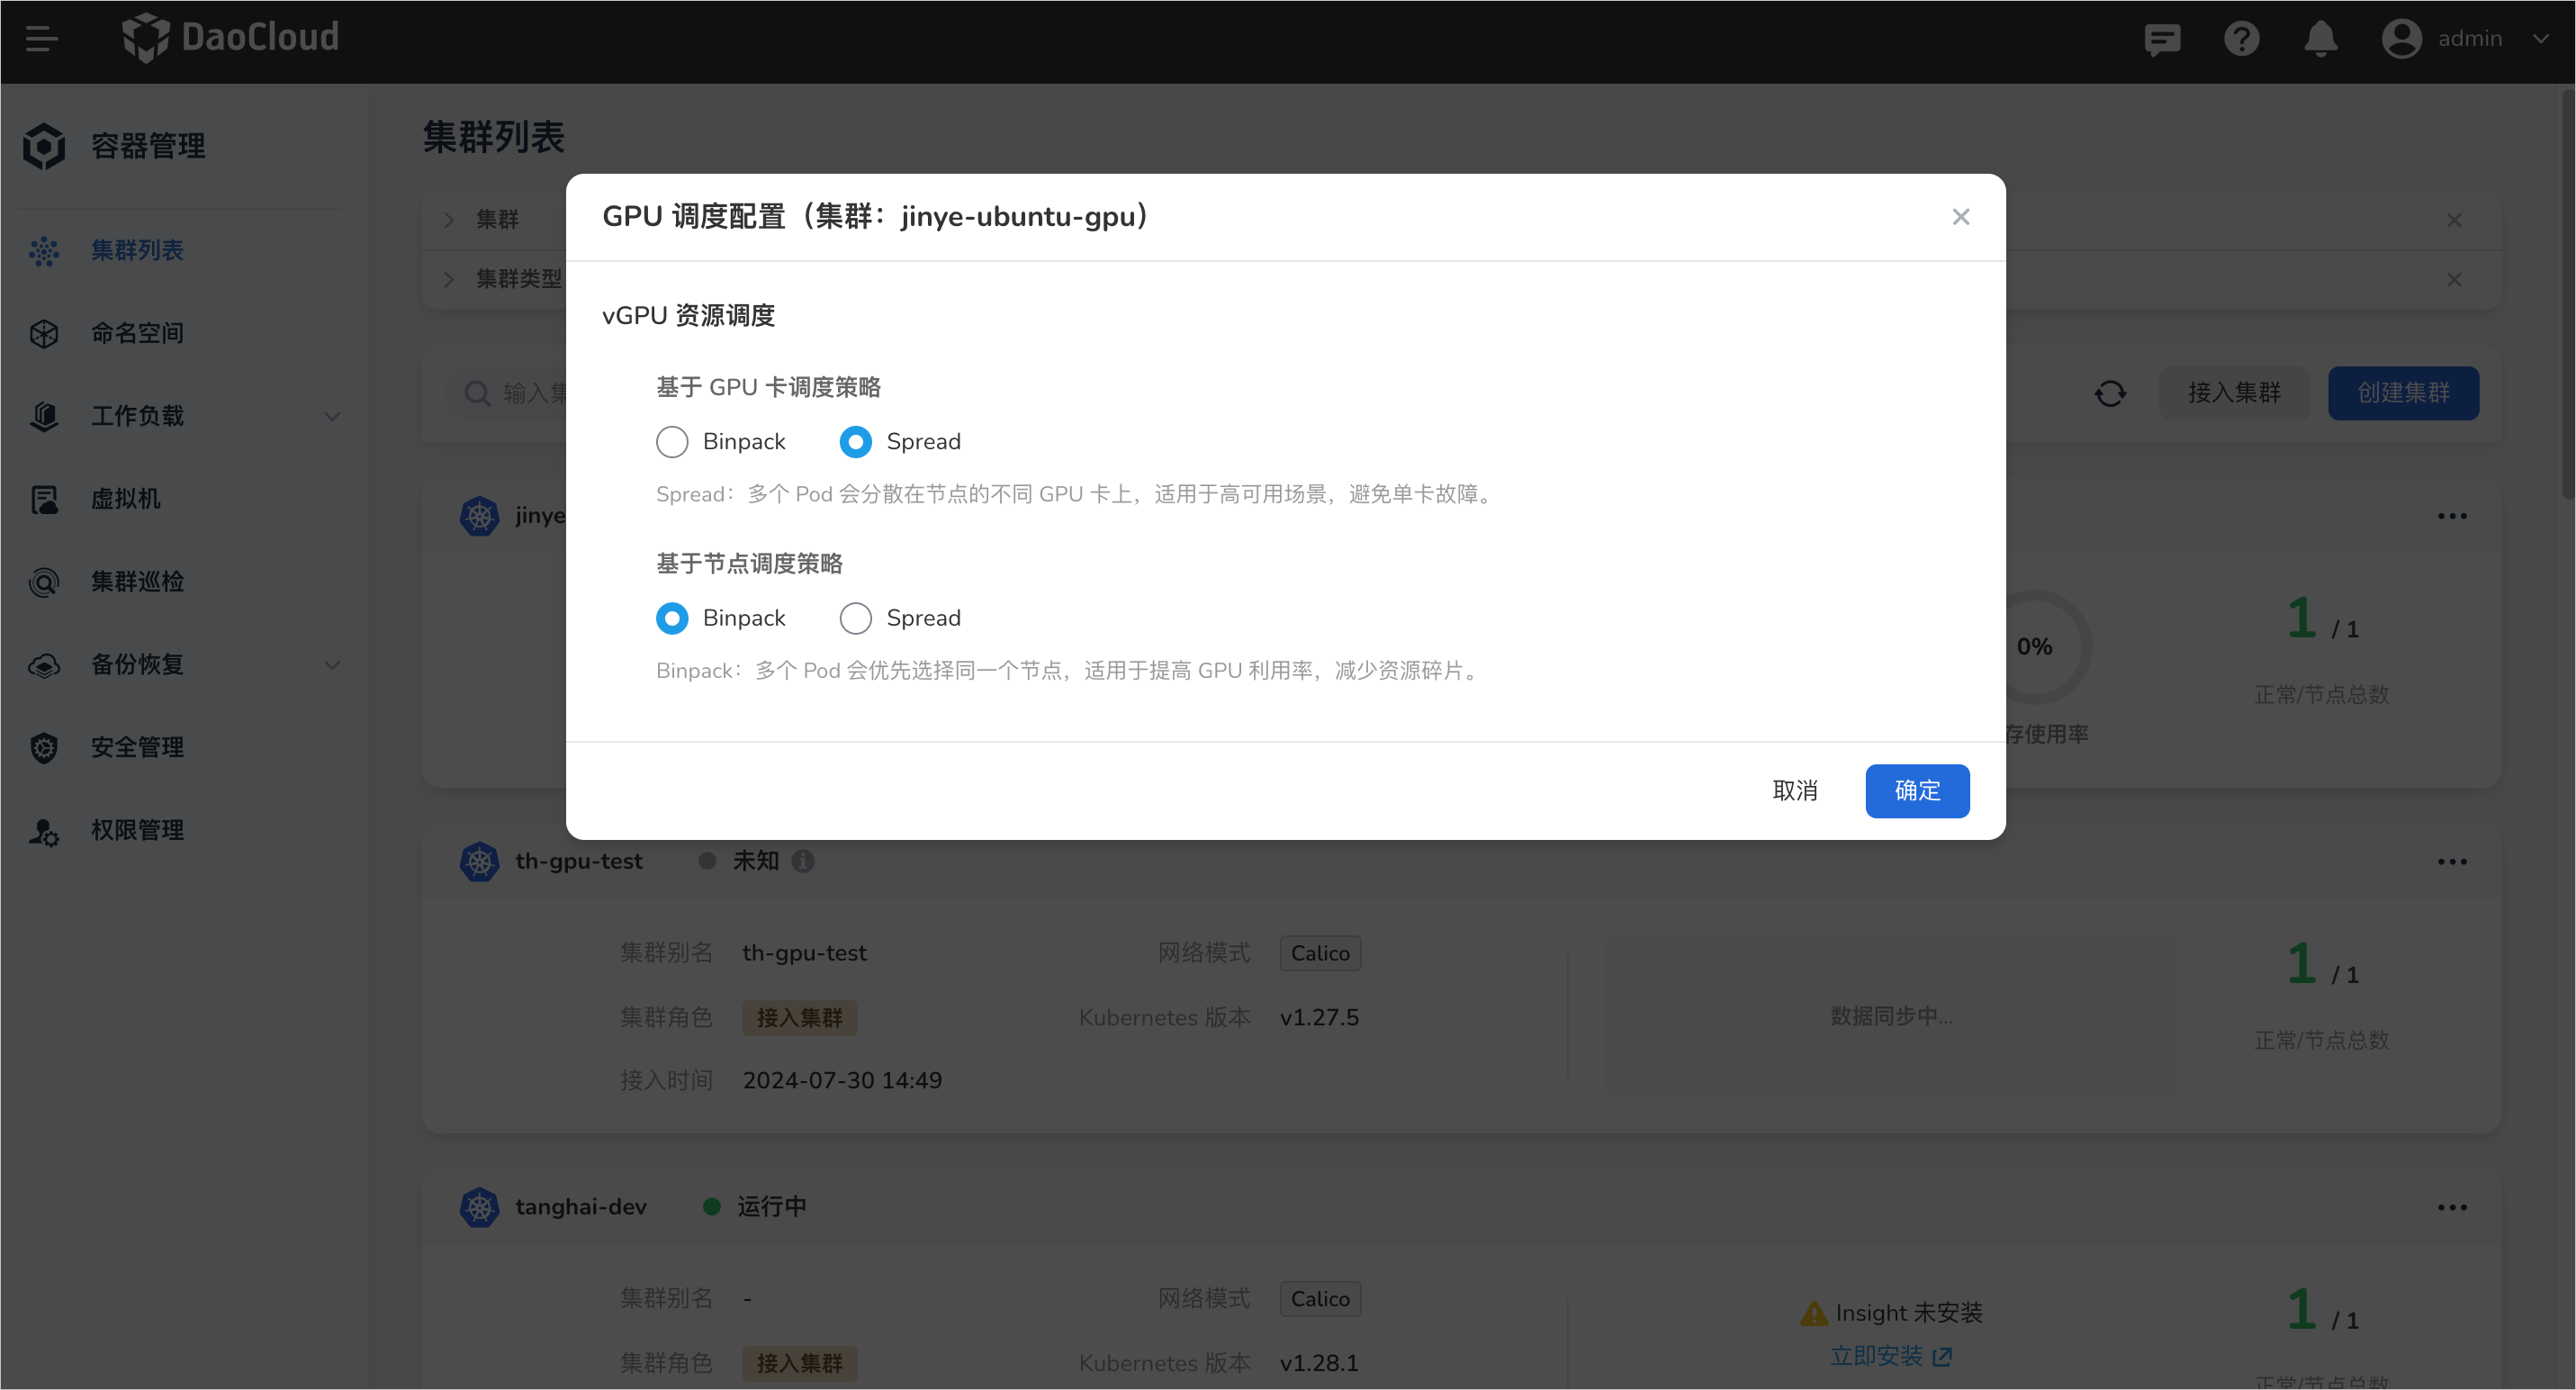 DaoCloud
admin
容器管理
集群列表
命名空间
工作负载
虚拟机
集群巡检
备份恢复
安全管理
权限管理
集群列表
集群
集群类型
输入集
接入集群
创建集群
GPU 调度配置（集群：jinye-ubuntu-gpu）
vGPU 资源调度
基于 GPU 卡调度策略
Binpack
Spread
Spread：多个 Pod 会分散在节点的不同 GPU 卡上，适用于高可用场景，避免单卡故障。
基于节点调度策略
Binpack
Spread
Binpack：多个 Pod 会优先选择同一个节点，适用于提高 GPU 利用率，减少资源碎片。
取消
确定
jinye
0%
存使用率
1 / 1
正常/节点总数
th-gpu-test
未知
集群别名 th-gpu-test
网络模式 Calico
集群角色 接入集群
Kubernetes 版本 v1.27.5
接入时间 2024-07-30 14:49
数据同步中...
1 / 1
正常/节点总数
tanghai-dev
运行中
集群别名 -
网络模式 Calico
集群角色 接入集群
Kubernetes 版本 v1.28.1
Insight 未安装
立即安装
1 / 1
正常/节点总数